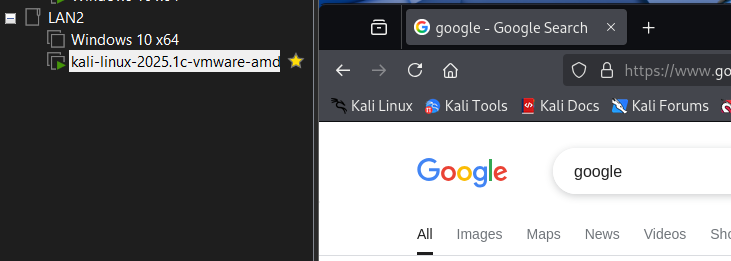 LAN2
Windows 10 x64
kali-linux-2025.1c-vmware-amd
google - Google Search
https://www.go
Kali Linux
Kali Tools
Kali Docs
Kali Forums
Google
google
All
Images
Maps
News
Videos
Sho